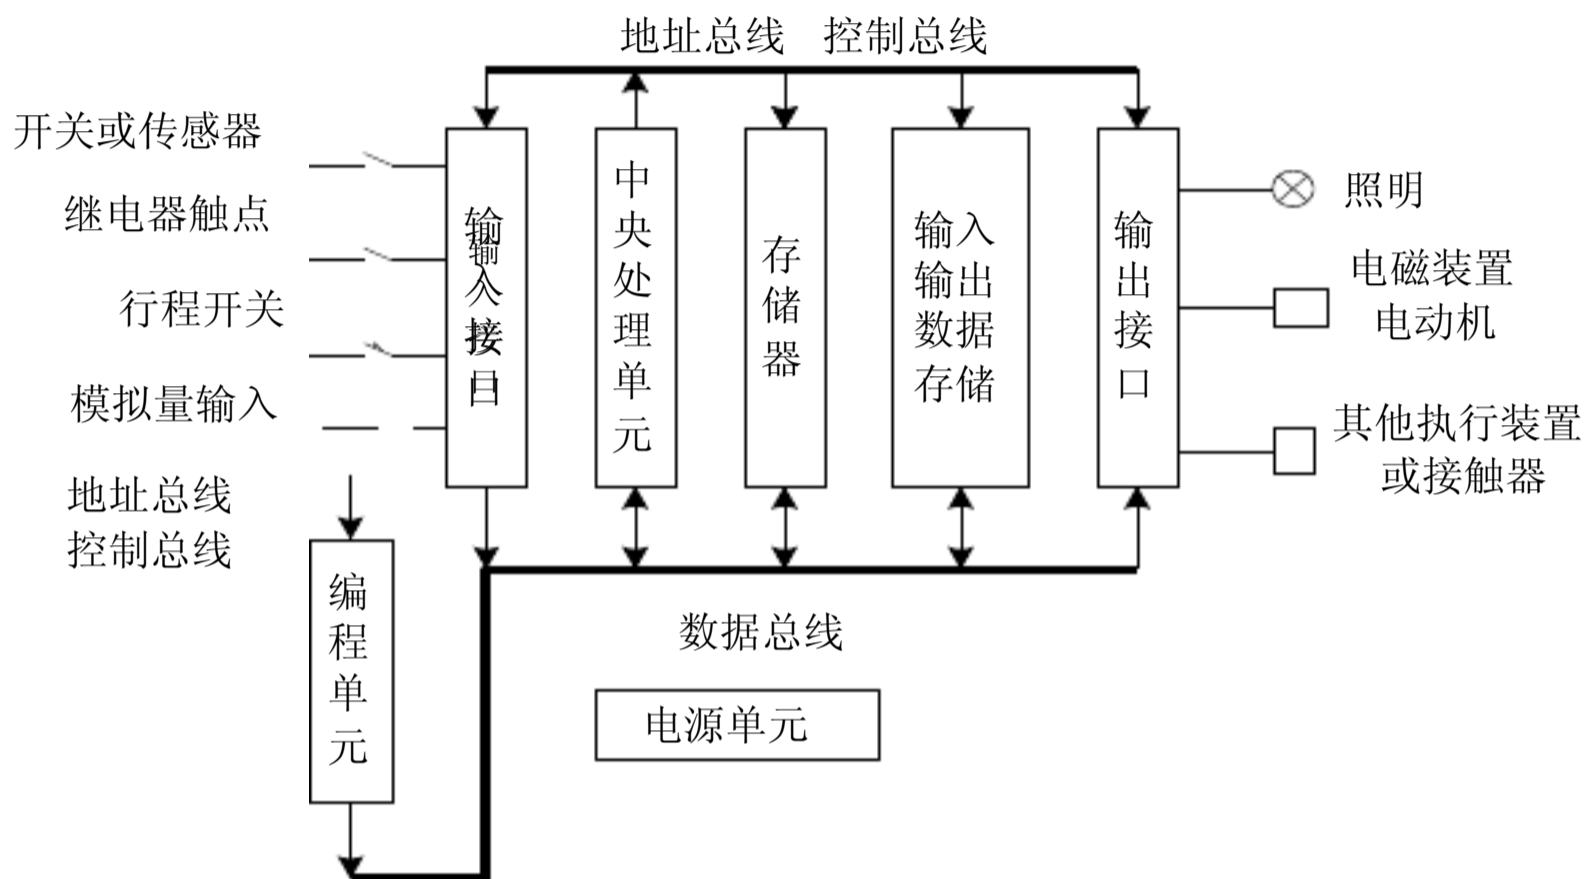 地址总线 控制总线
开关或传感器
继电器触点
行程开关
模拟量输入
地址总线
控制总线
输入接口
输入接口
中央处理单元
存储器
输入
输出
数据
存储
输出接口
照明
电磁装置
电动机
其他执行装置
或接触器
编程单元
数据总线
电源单元